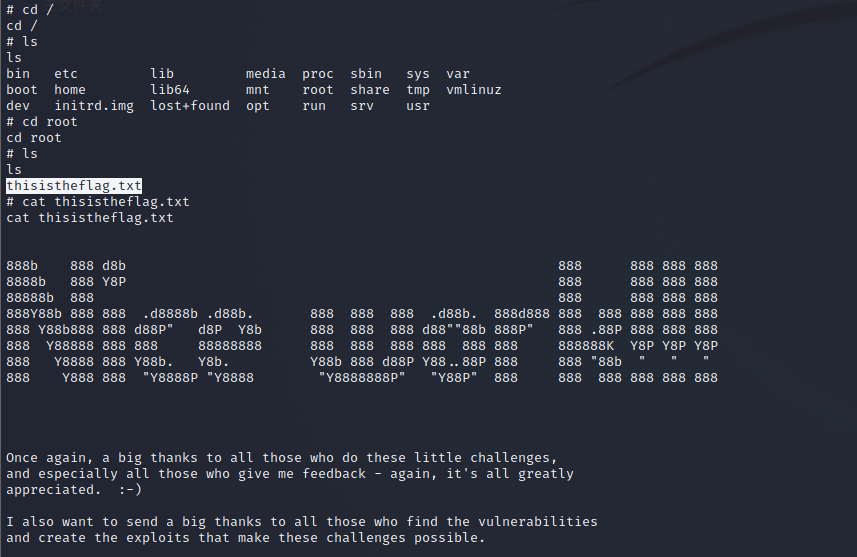 文件夹
# cd /
cd /
# ls
ls
bin   etc         lib         media  proc  sbin   sys  var
boot  home        lib64       mnt    root  share  tmp  vmlinuz
dev   initrd.img  lost+found  opt    run   srv    usr
# cd root
cd root
# ls
ls
thisistheflag.txt
# cat thisistheflag.txt
cat thisistheflag.txt
888b    888 d8b                                                      888      888 888 888
8888b   888 Y8P                                                      888      888 888 888
88888b  888                                                          888      888 888 888
888Y88b 888 888  .d8888b .d88b.       888  888  888  .d88b.  888d888 888  888 888 888 888
888 Y88b888 888 d88P"   d8P  Y8b      888  888  888 d88""88b 888P"   888 .88P 888 888 888
888  Y88888 888 888     88888888      888  888  888 888  888 888     888888K  Y8P Y8P Y8P
888   Y8888 888 Y88b.   Y8b.          Y88b 888 d88P Y88..88P 888     888 "88b  "   "   "
888    Y888 888  "Y8888P "Y8888        "Y8888888P"   "Y88P"  888     888  888 888 888 888
Once again, a big thanks to all those who do these little challenges,
and especially all those who give me feedback - again, it's all greatly
appreciated.  :-)
I also want to send a big thanks to all those who find the vulnerabilities
and create the exploits that make these challenges possible.